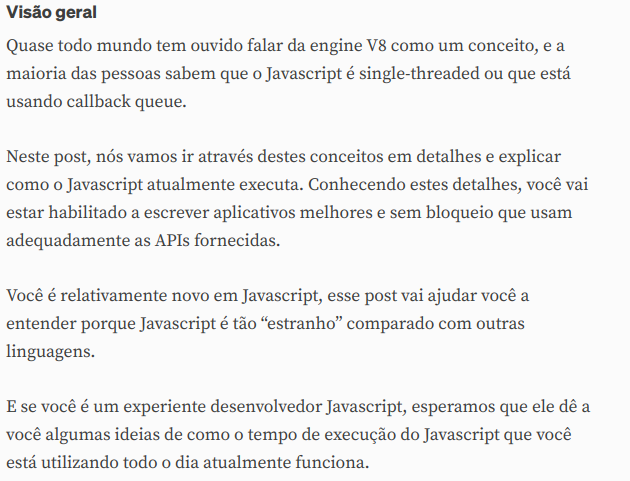 Visão geral
Quase todo mundo tem ouvido falar da engine V8 como um conceito, e a
maioria das pessoas sabem que o Javascript é single-threaded ou que está
usando callback queue.
Neste post, nós vamos ir através destes conceitos em detalhes e explicar
como o Javascript atualmente executa. Conhecendo estes detalhes, você vai
estar habilitado a escrever aplicativos melhores e sem bloqueio que usam
adequadamente as APIs fornecidas.
Você é relativamente novo em Javascript, esse post vai ajudar você a
entender porque Javascript é tão “estranho” comparado com outras
linguagens.
E se você é um experiente desenvolvedor Javascript, esperamos que ele dê a
você algumas ideias de como o tempo de execução do Javascript que você
está utilizando todo o dia atualmente funciona.